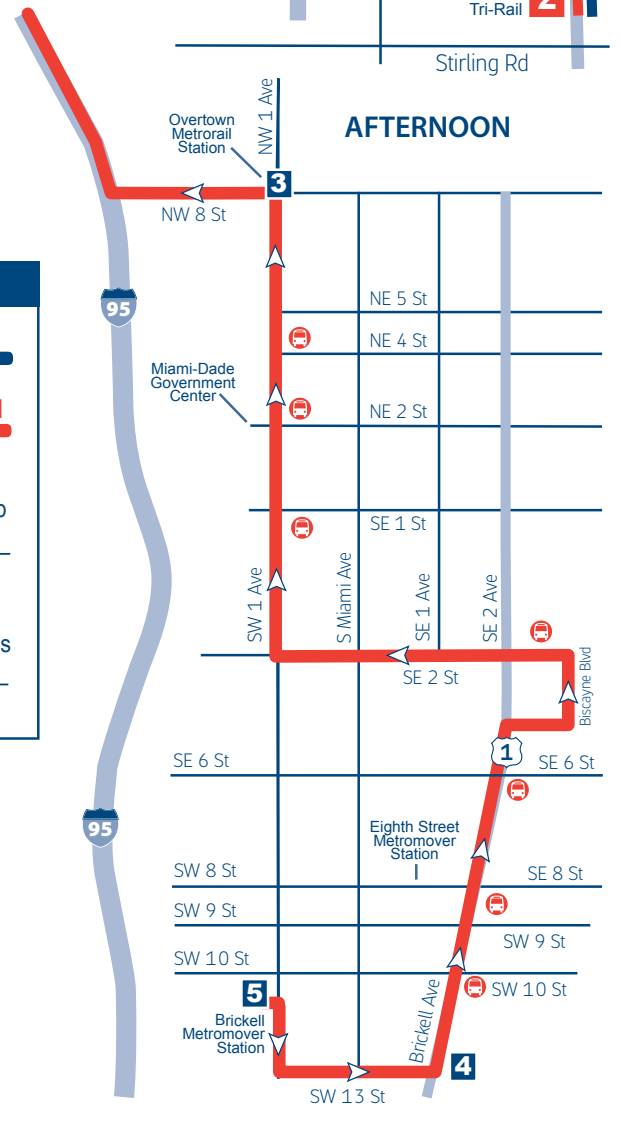 Tri-Rail
2
Stirling Rd
AFTERNOON
NW 1 Ave
Overtown
Metrorail
Station
3
NW 8 St
95
NE 5 St
NE 4 St
Miami-Dade
Government
Center
NE 2 St
SE 1 St
SW 1 Ave
S Miami Ave
SE 1 Ave
SE 2 Ave
Biscayne Blvd
SE 2 St
1
SE 6 St
SE 6 St
95
Eighth Street
Metromover
Station
SW 8 St
SE 8 St
SW 9 St
SW 9 St
SW 10 St
SW 10 St
5
Brickell
Metromover
Station
Brickell Ave
4
SW 13 St